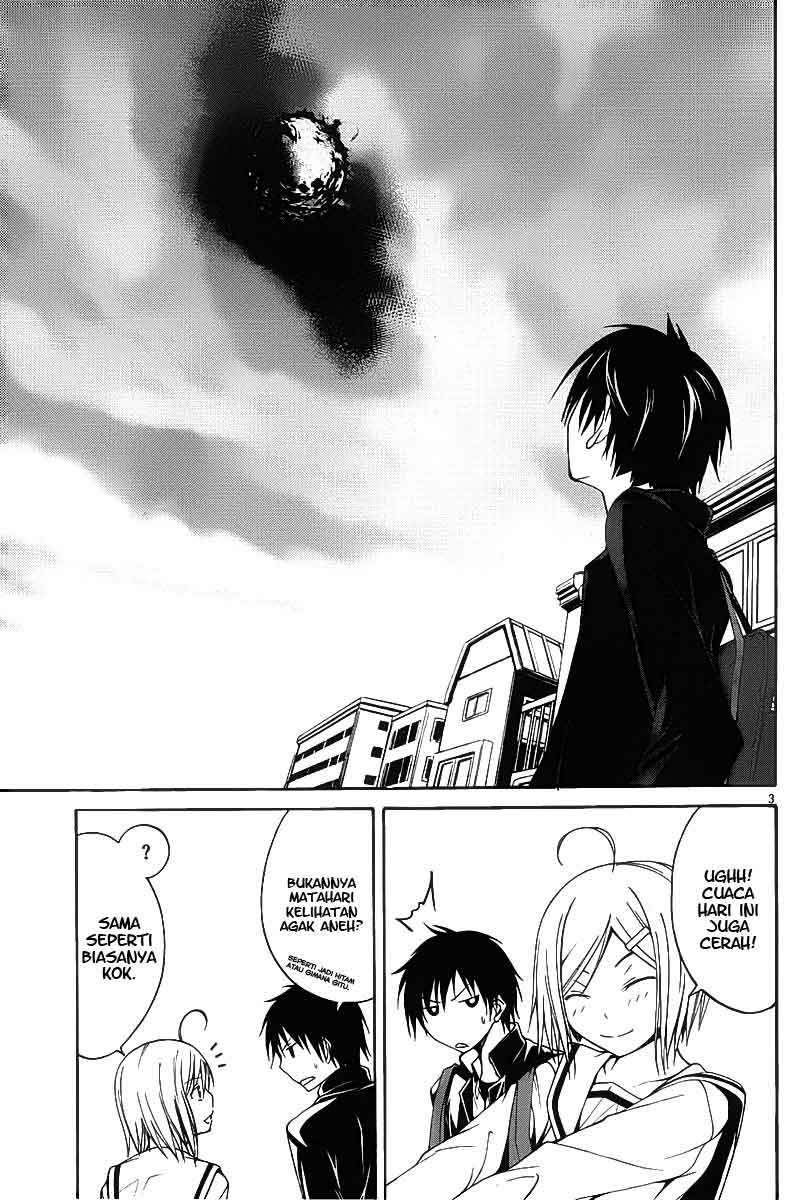 3
UGHH!
CUACA
HARI INI
JUGA
CERAH!
BUKANNYA
MATAHARI
KELIHATAN
AGAK ANEH?
SEPERTI JADI HITAM
ATAU GIMANA GITU.
?
SAMA
SEPERTI
BIASANYA
KOK.